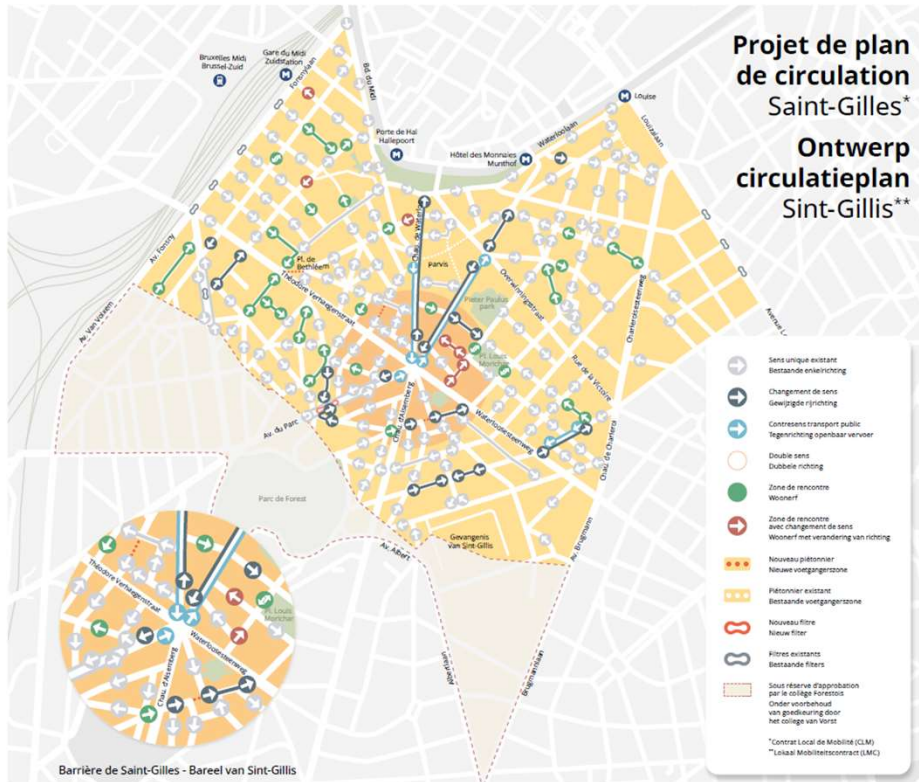 Projet de plan
de circulation
Saint-Gilles*
Ontwerp
circulatieplan
Sint-Gillis**
Bruxelles Midi
Brussel-Zuid
Gare du Midi
Zuidstation
Fonsnylaan
Bd. du Midi
Porte de Hal
Hallepoort
Hôtel des Monnaies
Munthof
Waterloolaan
Louise
Louizalaan
Av. Fonsny
Pl. de
Bethléem
Chau. de Waterloo
Parvis
Théodore Verhaegenstraat
Pieter Paulus
park
Overwinningsstraat
Charleroisesteenweg
Pl. Louis
Morichar
Rue de la Victoire
Av. Van Volxem
Av. du Parc
Chau. d'Alsemberg
Waterloosesteenweg
Chau. de Charleroi
Parc de Forest
Gevangenis
van Sint-Gillis
Av. Albert
Av. Brugmann
Albertlaan
Brugmannlaan
Théodore Verhaegenstraat
Pl. Louis
Morichar
Waterloosesteenweg
Chau. d'Alsemberg
Barrière de Saint-Gilles - Bareel van Sint-Gillis
Sens unique existant
Bestaande enkelrichting
Changement de sens
Gewijzigde rijrichting
Contresens transport public
Tegenrichting openbaar vervoer
Double sens
Dubbele richting
Zone de rencontre
Woonerf
Zone de rencontre
avec changement de sens
Woonerf met verandering van richting
Nouveau piétonnier
Nieuwe voetgangerszone
Piétonnier existant
Bestaande voetgangerszone
Nouveau filtre
Nieuw filter
Filtres existants
Bestaande filters
Sous réserve d'approbation
par le collège Forestois
Onder voorbehoud
van goedkeuring door
het college van Vorst
*Contrat Local de Mobilité (CLM)
**Lokaal Mobiliteitscontract (LMC)